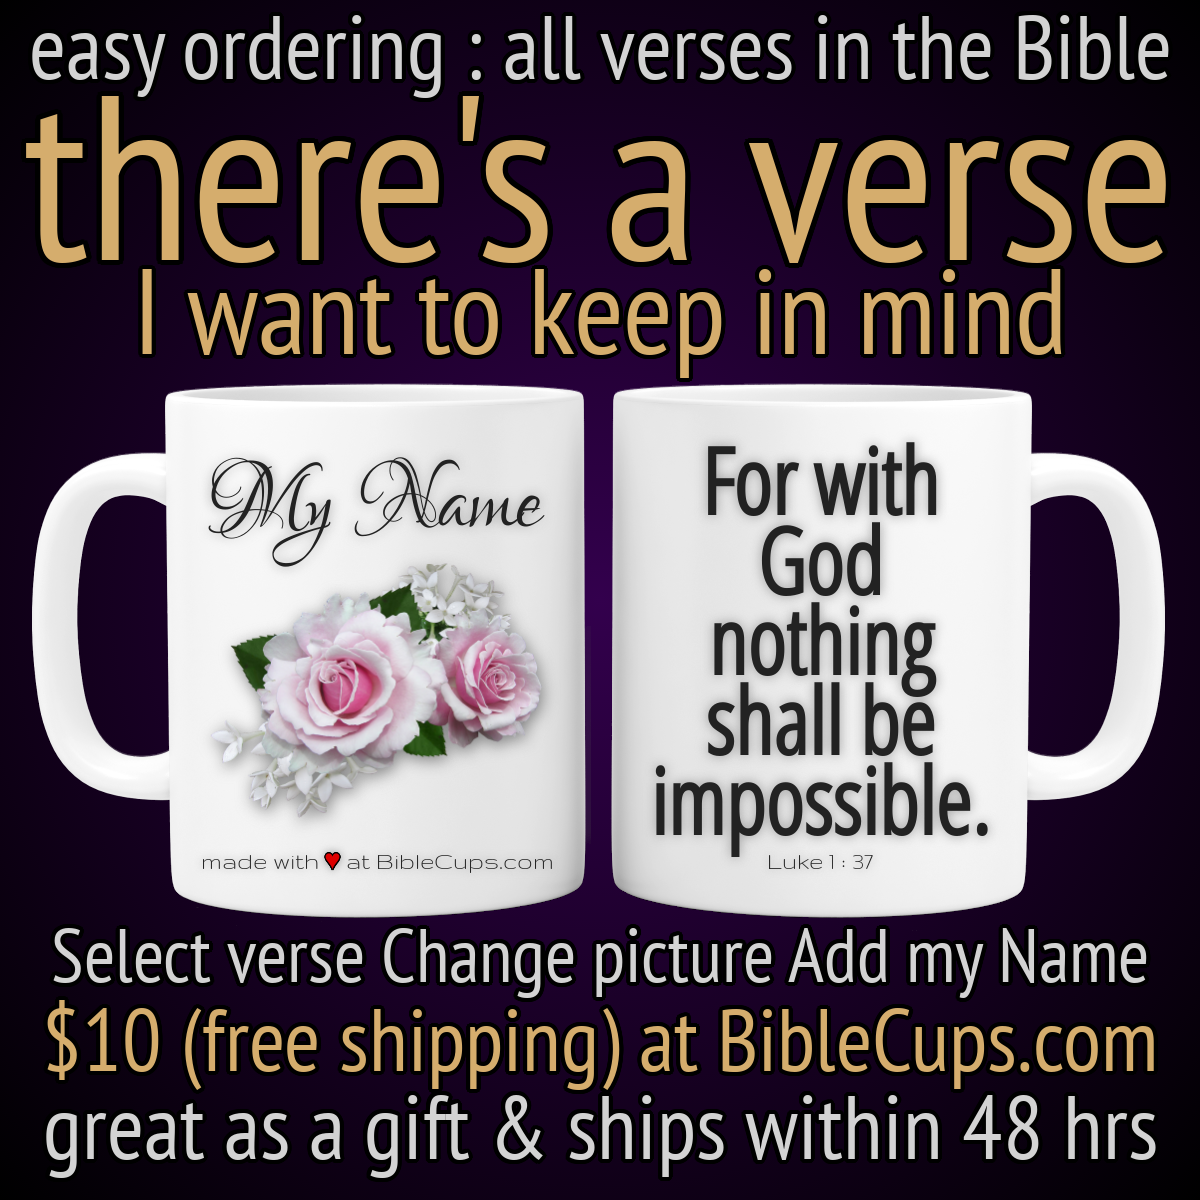 easy ordering : all verses in the Bible
there's a verse
I want to keep in mind
My Name
made with ♥ at BibleCups.com
For with
God
nothing
shall be
impossible.
Luke 1 : 37
Select verse Change picture Add my Name
$10 (free shipping) at BibleCups.com
great as a gift & ships within 48 hrs